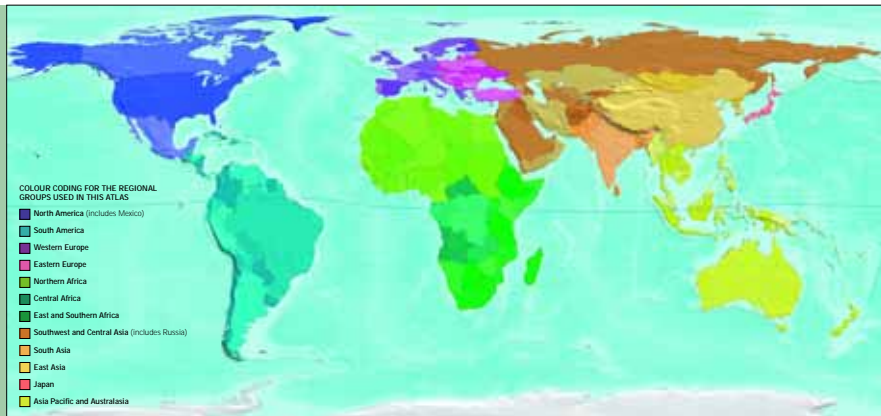 COLOUR CODING FOR THE REGIONAL
GROUPS USED IN THIS ATLAS
North America (includes Mexico)
South America
Western Europe
Eastern Europe
Northern Africa
Central Africa
East and Southern Africa
Southwest and Central Asia (includes Russia)
South Asia
East Asia
Japan
Asia Pacific and Australasia